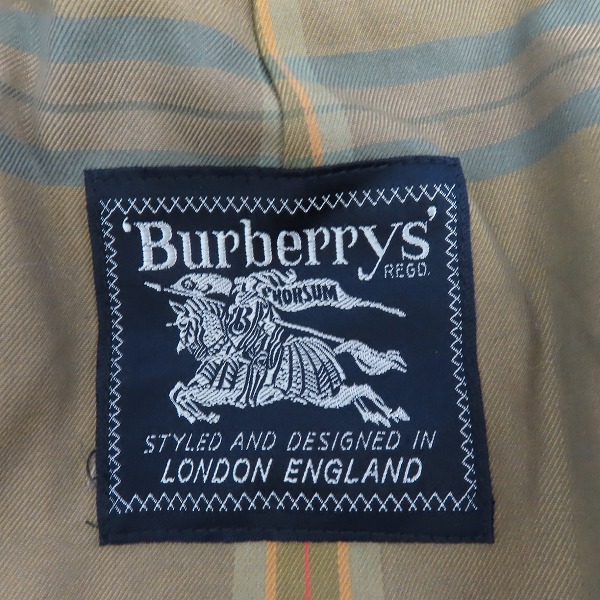 'Burberrys'
REGD.
PRORSUM
B
STYLED AND DESIGNED IN
LONDON ENGLAND